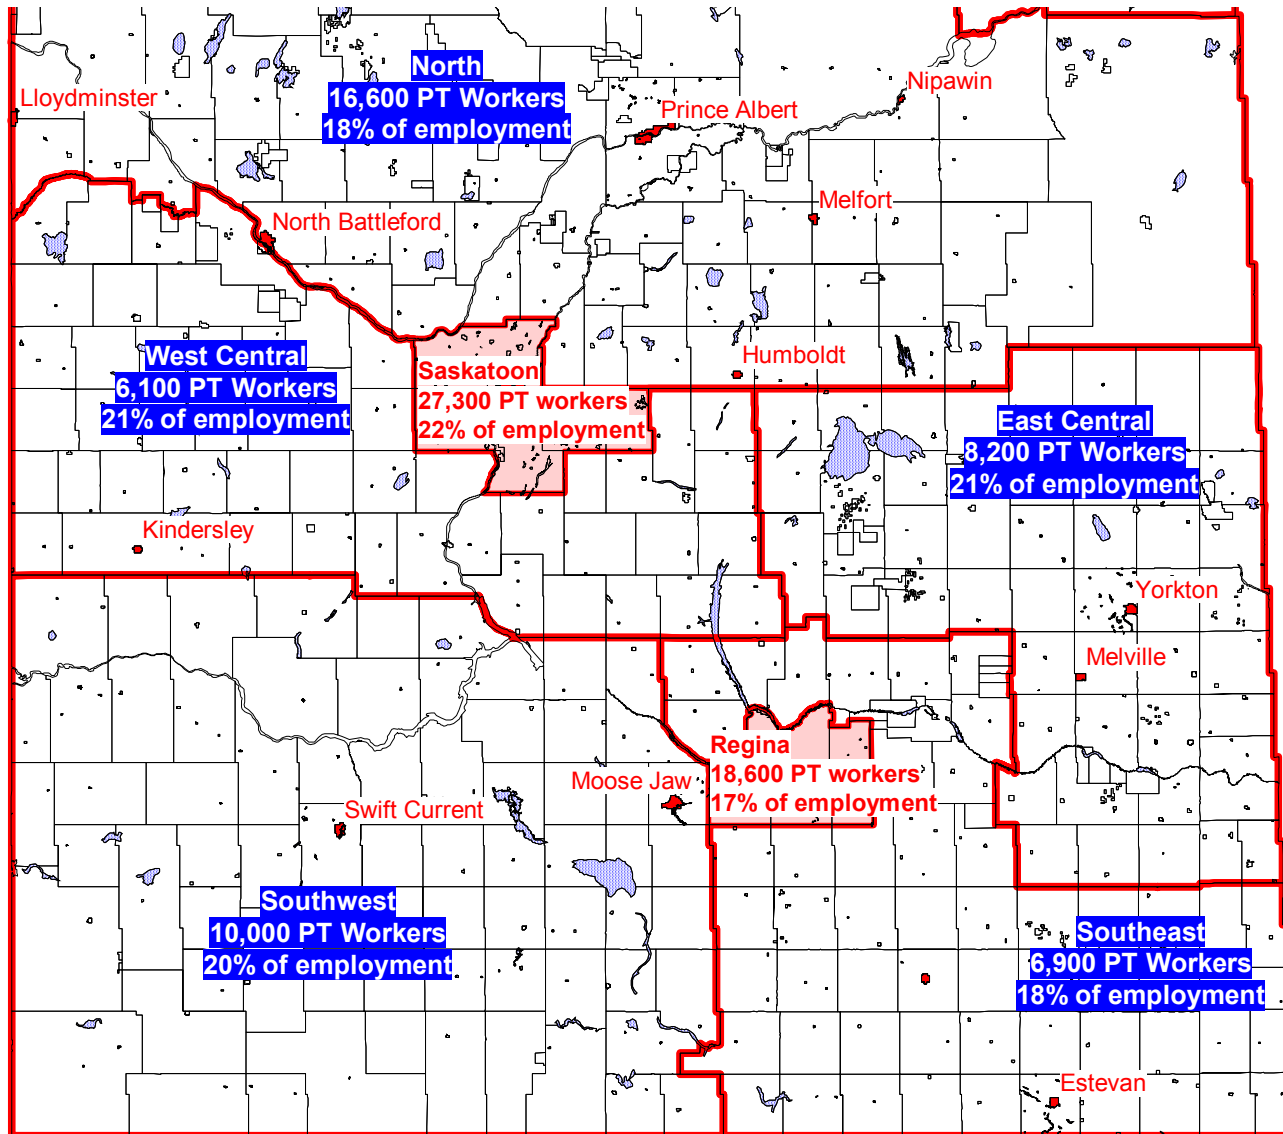 North
16,600 PT Workers
18% of employment
Lloydminster
Nipawin
Prince Albert
Melfort
North Battleford
West Central
6,100 PT Workers
21% of employment
Saskatoon
27,300 PT workers
22% of employment
Humboldt
East Central
8,200 PT Workers
21% of employment
Kindersley
Yorkton
Melville
Regina
18,600 PT workers
17% of employment
Moose Jaw
Swift Current
Southwest
10,000 PT Workers
20% of employment
Southeast
6,900 PT Workers
18% of employment
Estevan